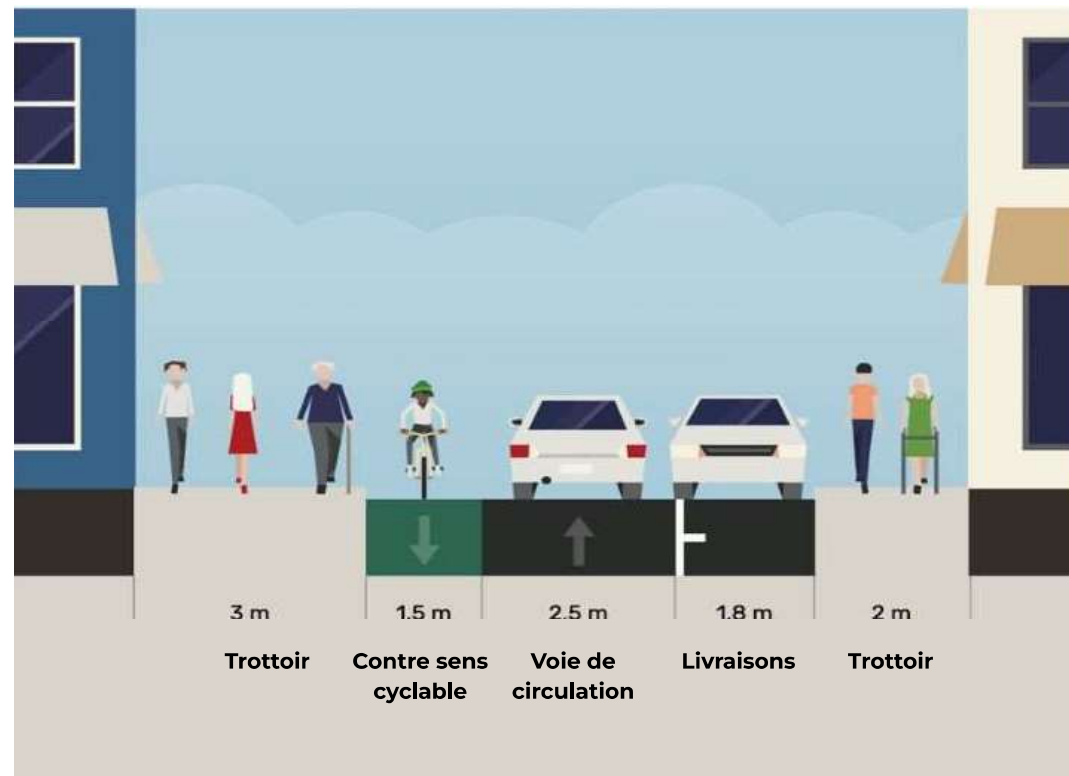 3 m 1.5 m 2.5 m 1.8 m 2 m
Trottoir Contre sens Voie de Livraisons Trottoir
cyclable circulation